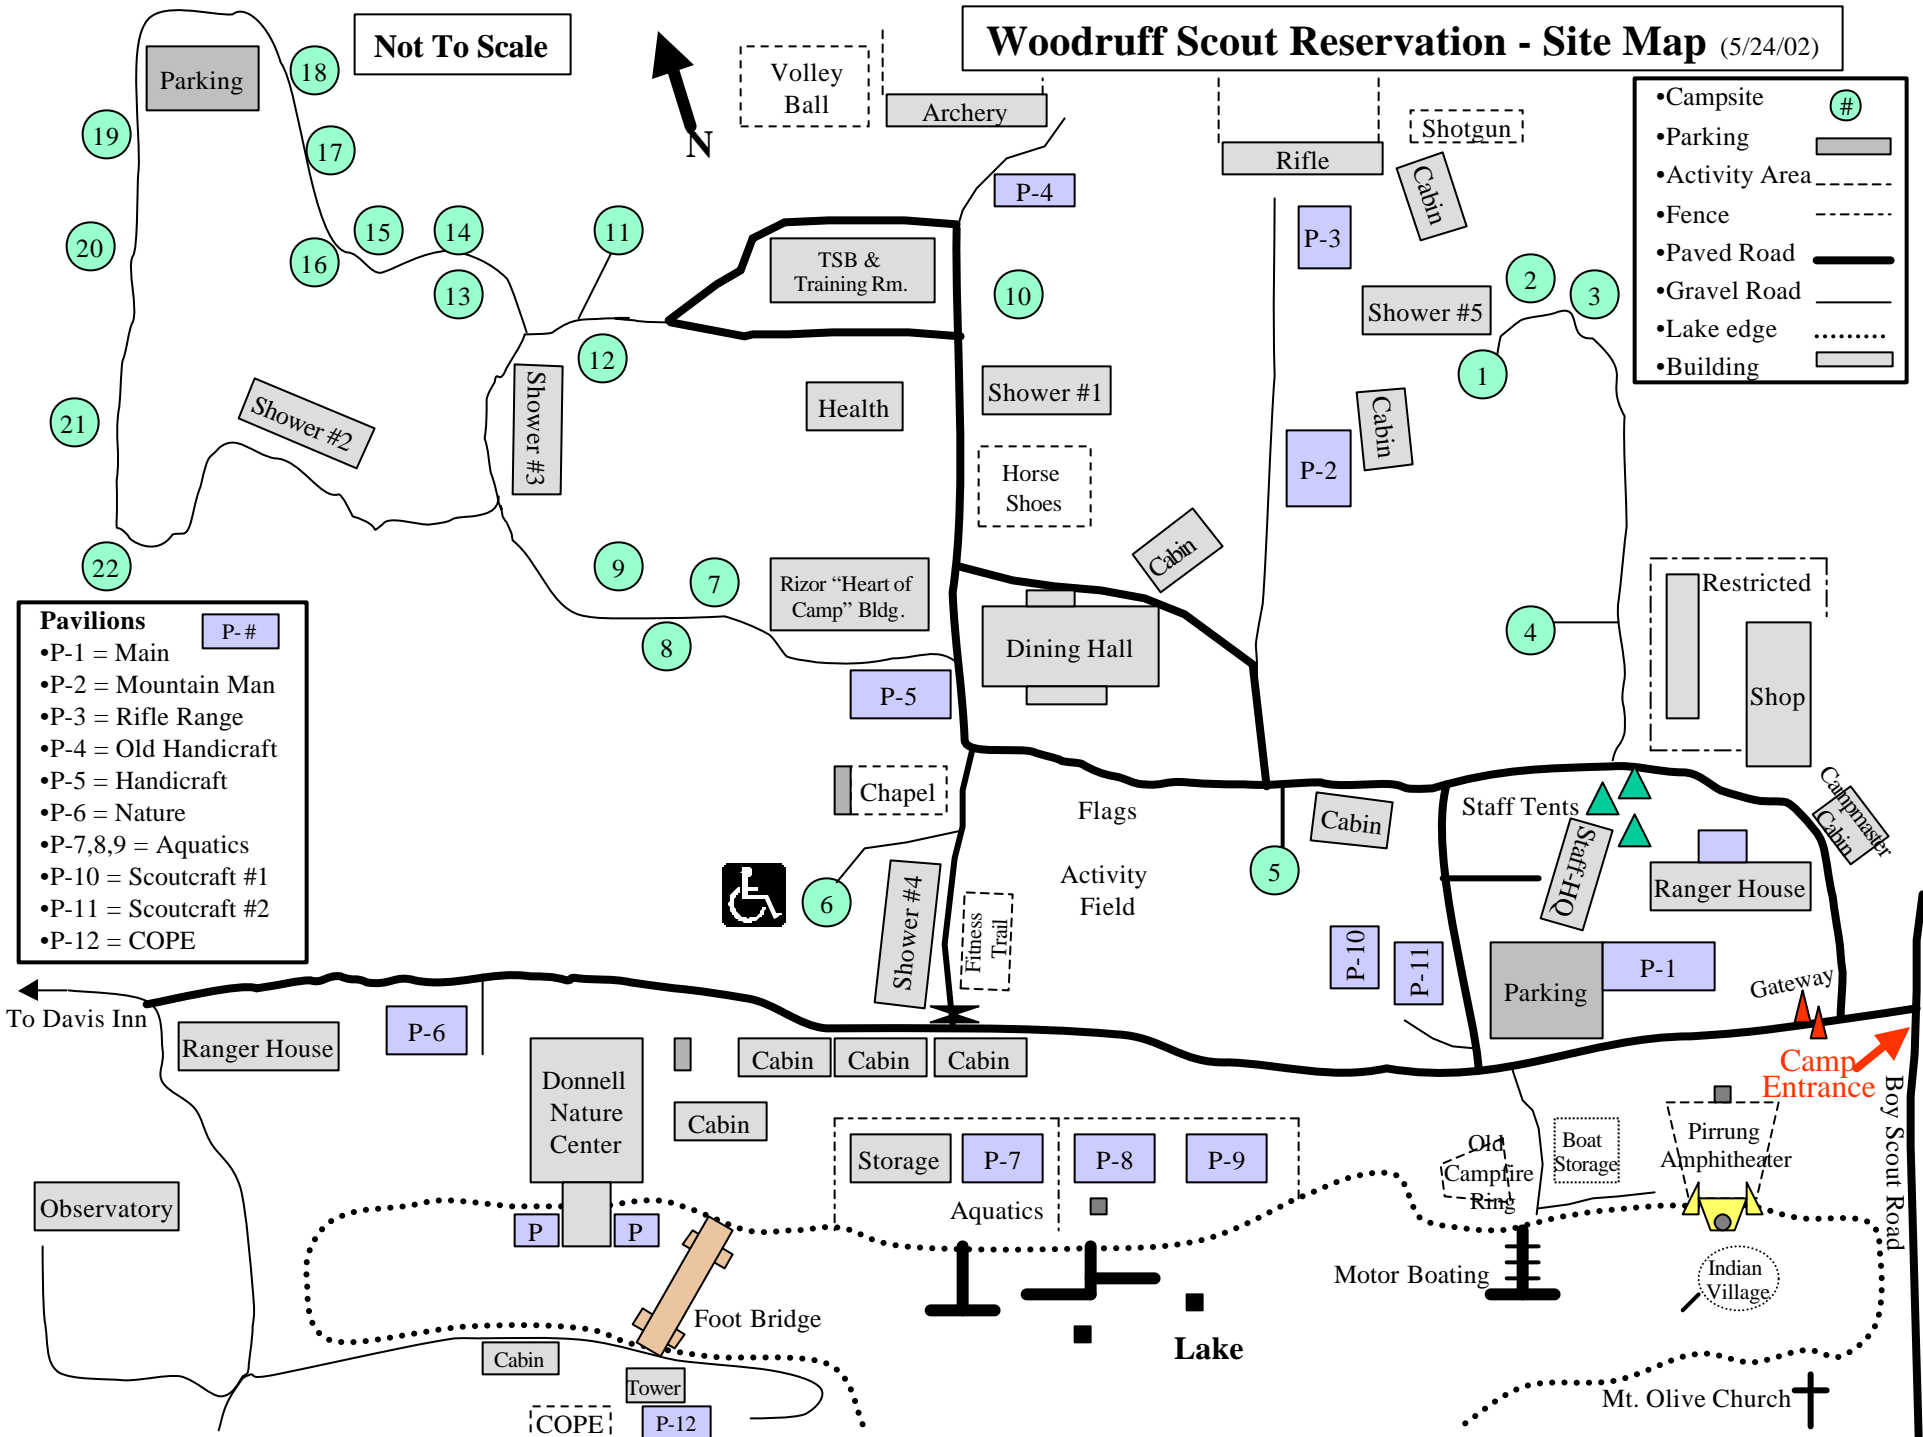 Not To Scale
Woodruff Scout Reservation - Site Map (5/24/02)
N
Volley
Ball
Archery
Rifle
Shotgun
•Campsite
#
•Parking
•Activity Area
•Fence
•Paved Road
•Gravel Road
•Lake edge
•Building
Parking
18
19
17
20
15
14
16
13
11
12
TSB &
Training Rm.
P-4
10
P-3
Cabin
2
3
Shower #5
1
21
Shower #2
Shower #3
Health
Shower #1
Horse
Shoes
Cabin
P-2
Cabin
22
9
7
8
Rizor “Heart of
Camp” Bldg.
Dining Hall
4
Restricted
Shop
Pavilions
P-#
•P-1 = Main
•P-2 = Mountain Man
•P-3 = Rifle Range
•P-4 = Old Handicraft
•P-5 = Handicraft
•P-6 = Nature
•P-7,8,9 = Aquatics
•P-10 = Scoutcraft #1
•P-11 = Scoutcraft #2
•P-12 = COPE
P-5
Chapel
Flags
Activity
Field
6
Shower #4
Fitness
Trail
5
Cabin
Staff Tents
Staff-HQ
Ranger House
Campmaster
Cabin
P-10
P-11
Parking
P-1
Gateway
Camp
Entrance
Boy Scout Road
To Davis Inn
Ranger House
P-6
Donnell
Nature
Center
Cabin
Cabin
Cabin
Cabin
Storage
P-7
P-8
P-9
Aquatics
Old
Campfire
Ring
Boat
Storage
Pirrung
Amphitheater
Observatory
P
P
Foot Bridge
Motor Boating
Indian
Village
Lake
Cabin
Tower
COPE
P-12
Mt. Olive Church